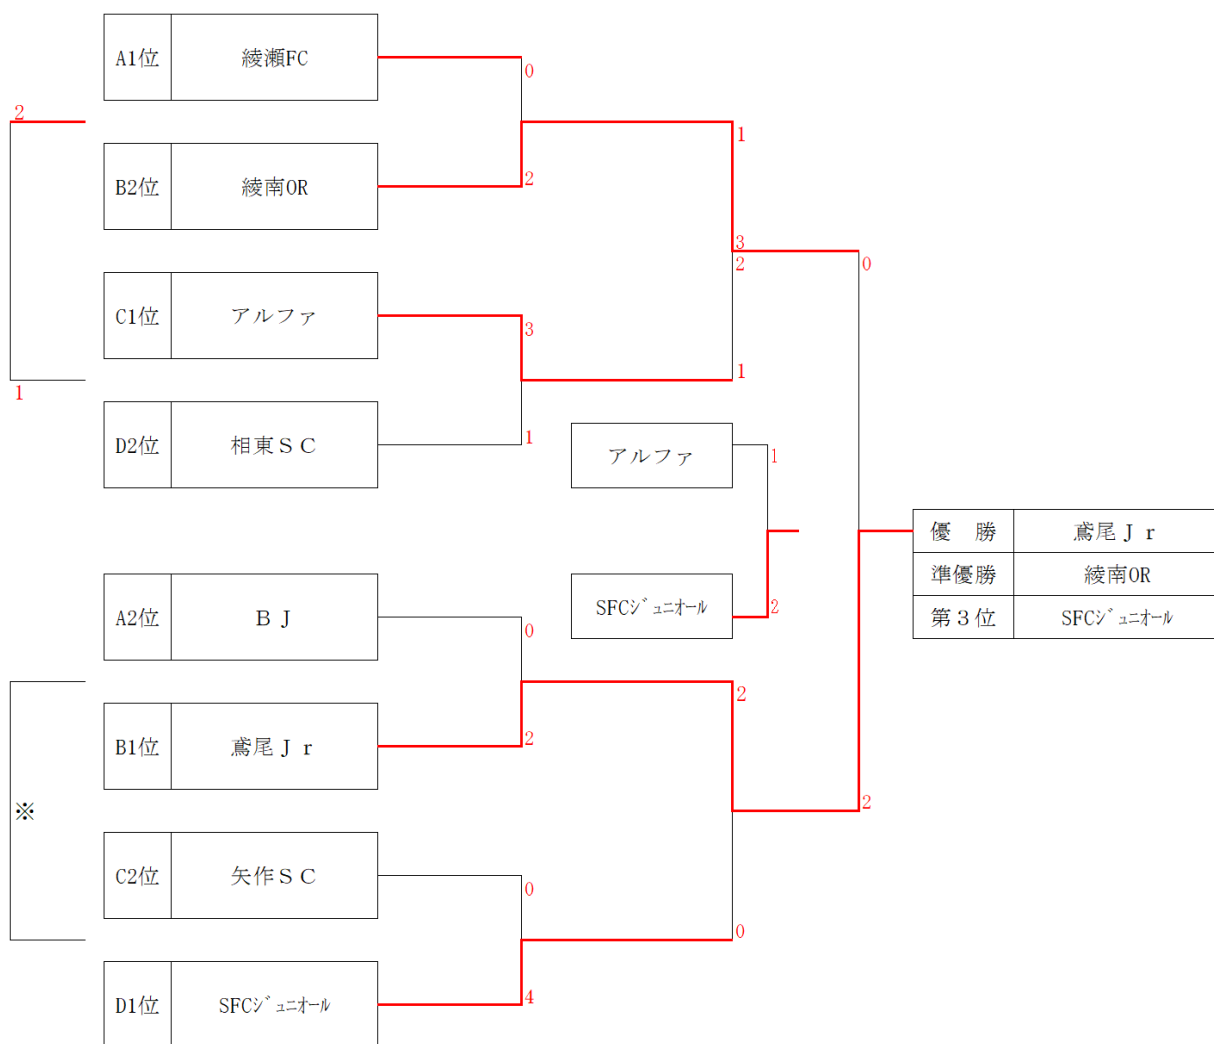 A1位 綾瀬FC
0
2
1
B2位 綾南OR
2
3
2
0
C1位 アルファ
3
1
1
D2位 相東ＳＣ
1
アルファ
1
優　勝 鳶尾Ｊｒ
準優勝 綾南OR
第３位 SFCｼﾞｭﾆｵｰﾙ
A2位 ＢＪ
0
SFCｼﾞｭﾆｵｰﾙ
2
2
B1位 鳶尾Ｊｒ
2
※
2
C2位 矢作ＳＣ
0
0
D1位 SFCｼﾞｭﾆｵｰﾙ
4